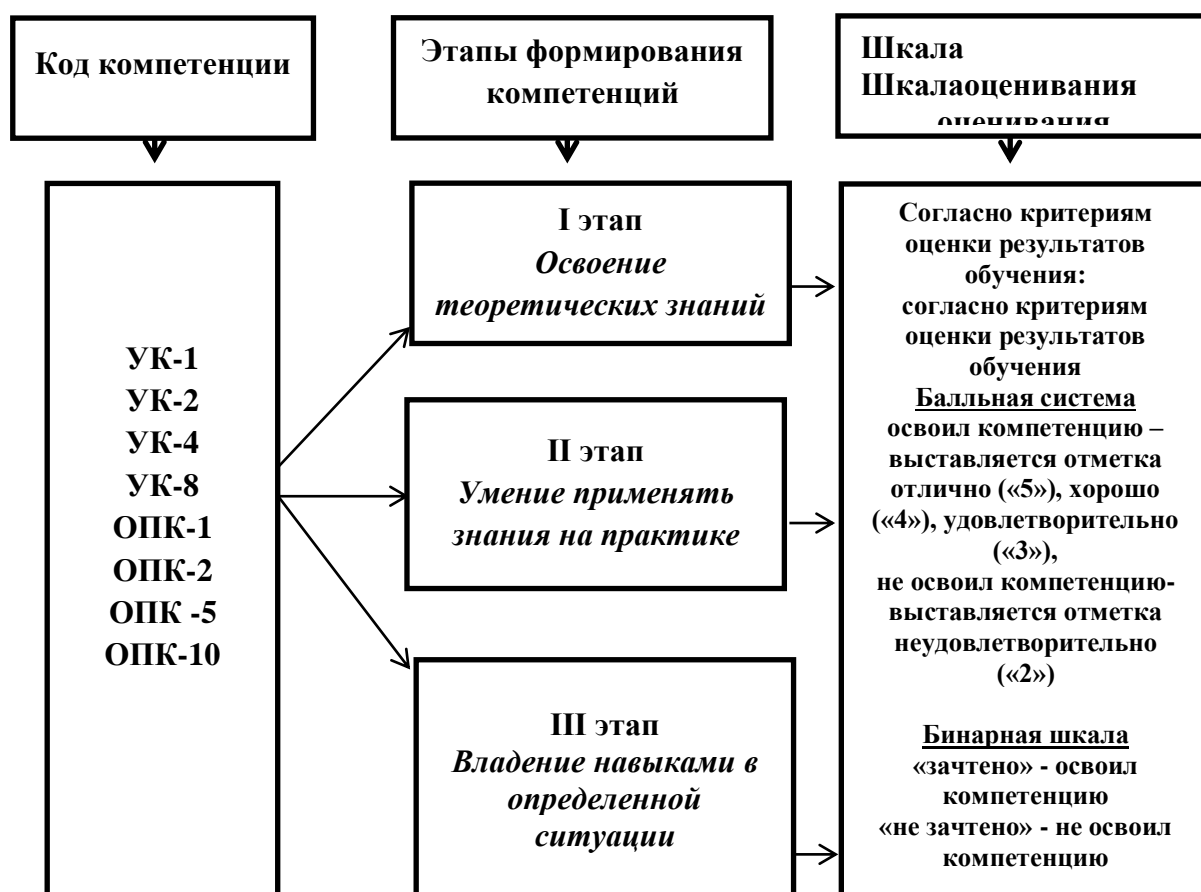 Код компетенции
Этапы формирования
компетенций
Шкала
Шкалаоценивания
оценивания
УК-1
УК-2
УК-4
УК-8
ОПК-1
ОПК-2
ОПК -5
ОПК-10
I этап
Освоение
теоретических знаний
II этап
Умение применять
знания на практике
III этап
Владение навыками в
определенной
ситуации
Согласно критериям
оценки результатов
обучения:
согласно критериям
оценки результатов
обучения
Балльная система
освоил компетенцию –
выставляется отметка
отлично («5»), хорошо
(«4»), удовлетворительно
(«3»),
не освоил компетенцию-
выставляется отметка
неудовлетворительно
(«2»)
Бинарная шкала
«зачтено» - освоил
компетенцию
«не зачтено» - не освоил
компетенцию